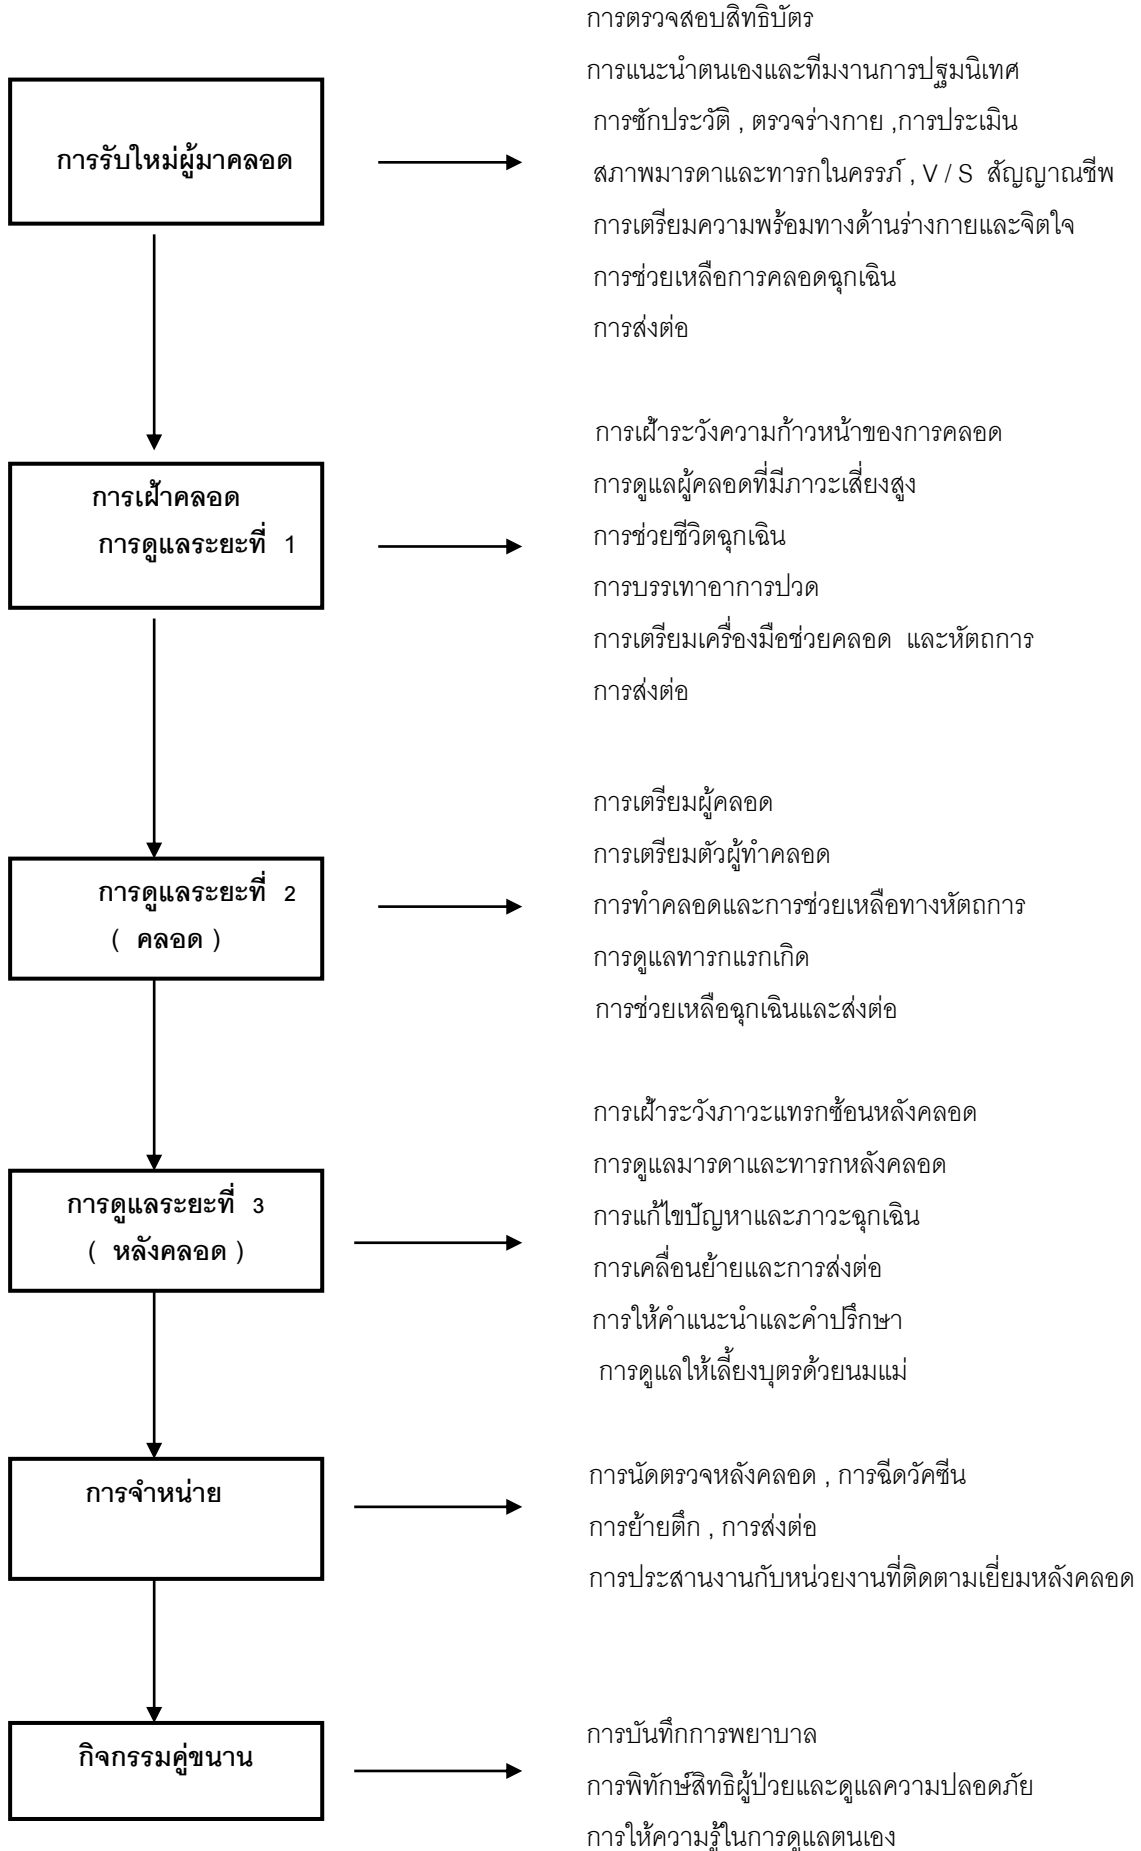 การตรวจสอบสิทธิบัตร
การแนะนำตนเองและทีมงานการปฐมนิเทศ
การรับใหม่ผู้มาคลอด
การซักประวัติ , ตรวจร่างกาย ,การประเมิน
สภาพมารดาและทารกในครรภ์ , V / S สัญญาณชีพ
การเตรียมความพร้อมทางด้านร่างกายและจิตใจ
การช่วยเหลือการคลอดฉุกเฉิน
การส่งต่อ
การเฝ้าคลอด
การดูแลระยะที่ 1
การเฝ้าระวังความก้าวหน้าของการคลอด
การดูแลผู้คลอดที่มีภาวะเสี่ยงสูง
การช่วยชีวิตฉุกเฉิน
การบรรเทาอาการปวด
การเตรียมเครื่องมือช่วยคลอด และหัตถการ
การส่งต่อ
การดูแลระยะที่ 2
( คลอด )
การเตรียมผู้คลอด
การเตรียมตัวผู้ทำคลอด
การทำคลอดและการช่วยเหลือทางหัตถการ
การดูแลทารกแรกเกิด
การช่วยเหลือฉุกเฉินและส่งต่อ
การดูแลระยะที่ 3
( หลังคลอด )
การเฝ้าระวังภาวะแทรกซ้อนหลังคลอด
การดูแลมารดาและทารกหลังคลอด
การแก้ไขปัญหาและภาวะฉุกเฉิน
การเคลื่อนย้ายและการส่งต่อ
การให้คำแนะนำและคำปรึกษา
การดูแลให้เลี้ยงบุตรด้วยนมแม่
การจำหน่าย
การนัดตรวจหลังคลอด , การฉีดวัคซีน
การย้ายตึก , การส่งต่อ
การประสานงานกับหน่วยงานที่ติดตามเยี่ยมหลังคลอด
กิจกรรมคู่ขนาน
การบันทึกการพยาบาล
การพิทักษ์สิทธิผู้ป่วยและดูแลความปลอดภัย
การให้ความรู้ในการดูแลตนเอง